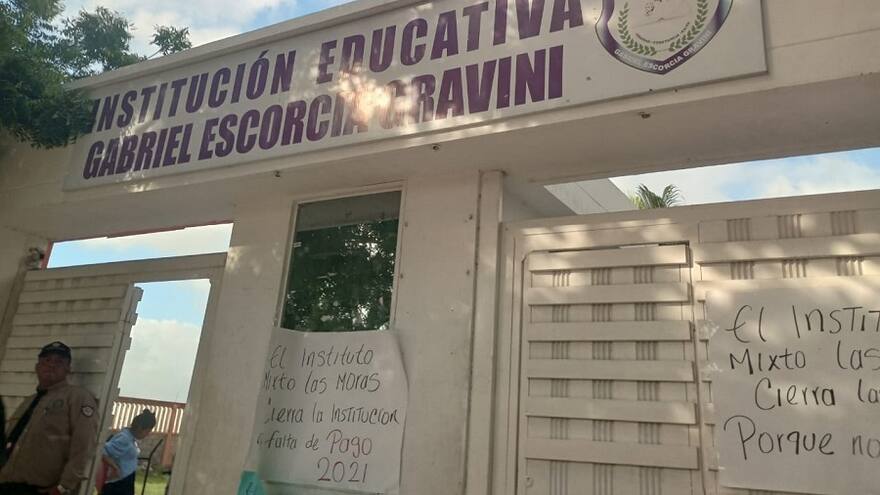 INSTITUCIÓN EDUCATIVA
GABRIEL ESCORCIA GRAVINI
GABRIEL ESCORCIA GRAVINI
El Instituto
Mixto las MORAS
Cierra la INSTITUCION
falta de Pago
2021
El INSTIT
Mixto las
Cierra la
Porque no